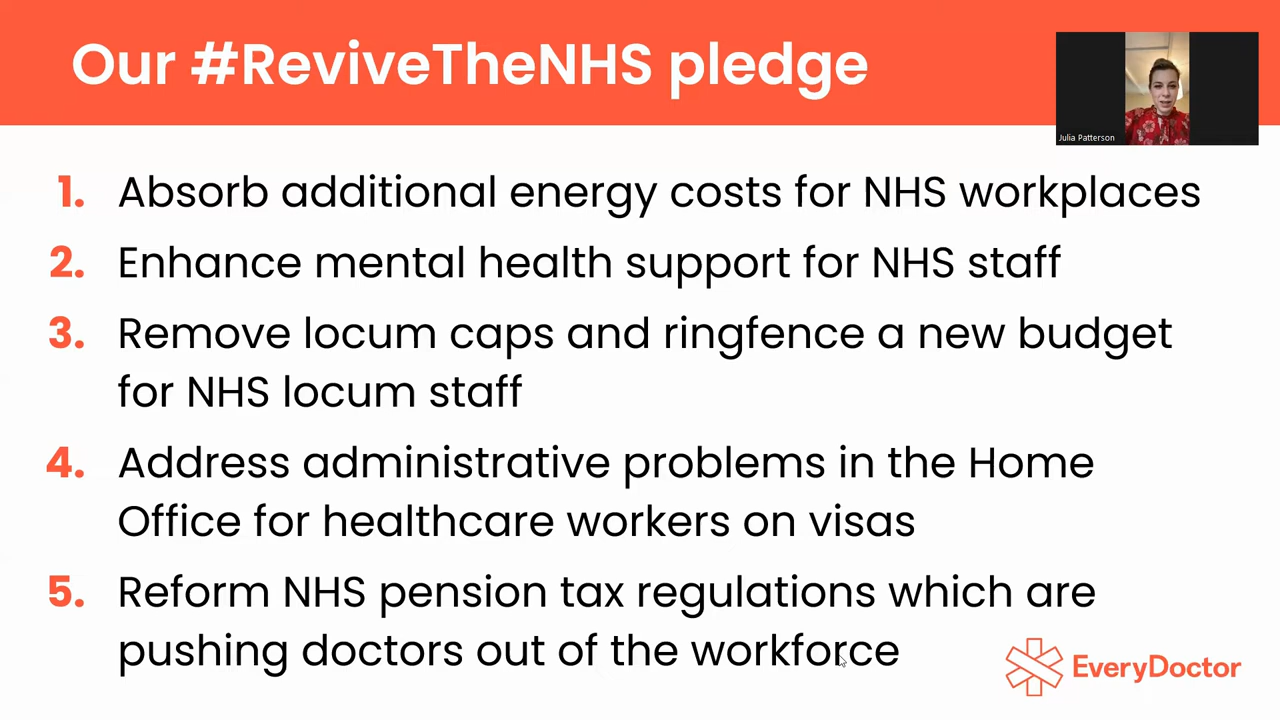 Our #ReviveTheNHS pledge
Julia Patterson
1. Absorb additional energy costs for NHS workplaces
2. Enhance mental health support for NHS staff
3. Remove locum caps and ringfence a new budget
for NHS locum staff
4. Address administrative problems in the Home
Office for healthcare workers on visas
5. Reform NHS pension tax regulations which are
pushing doctors out of the workforce
EveryDoctor